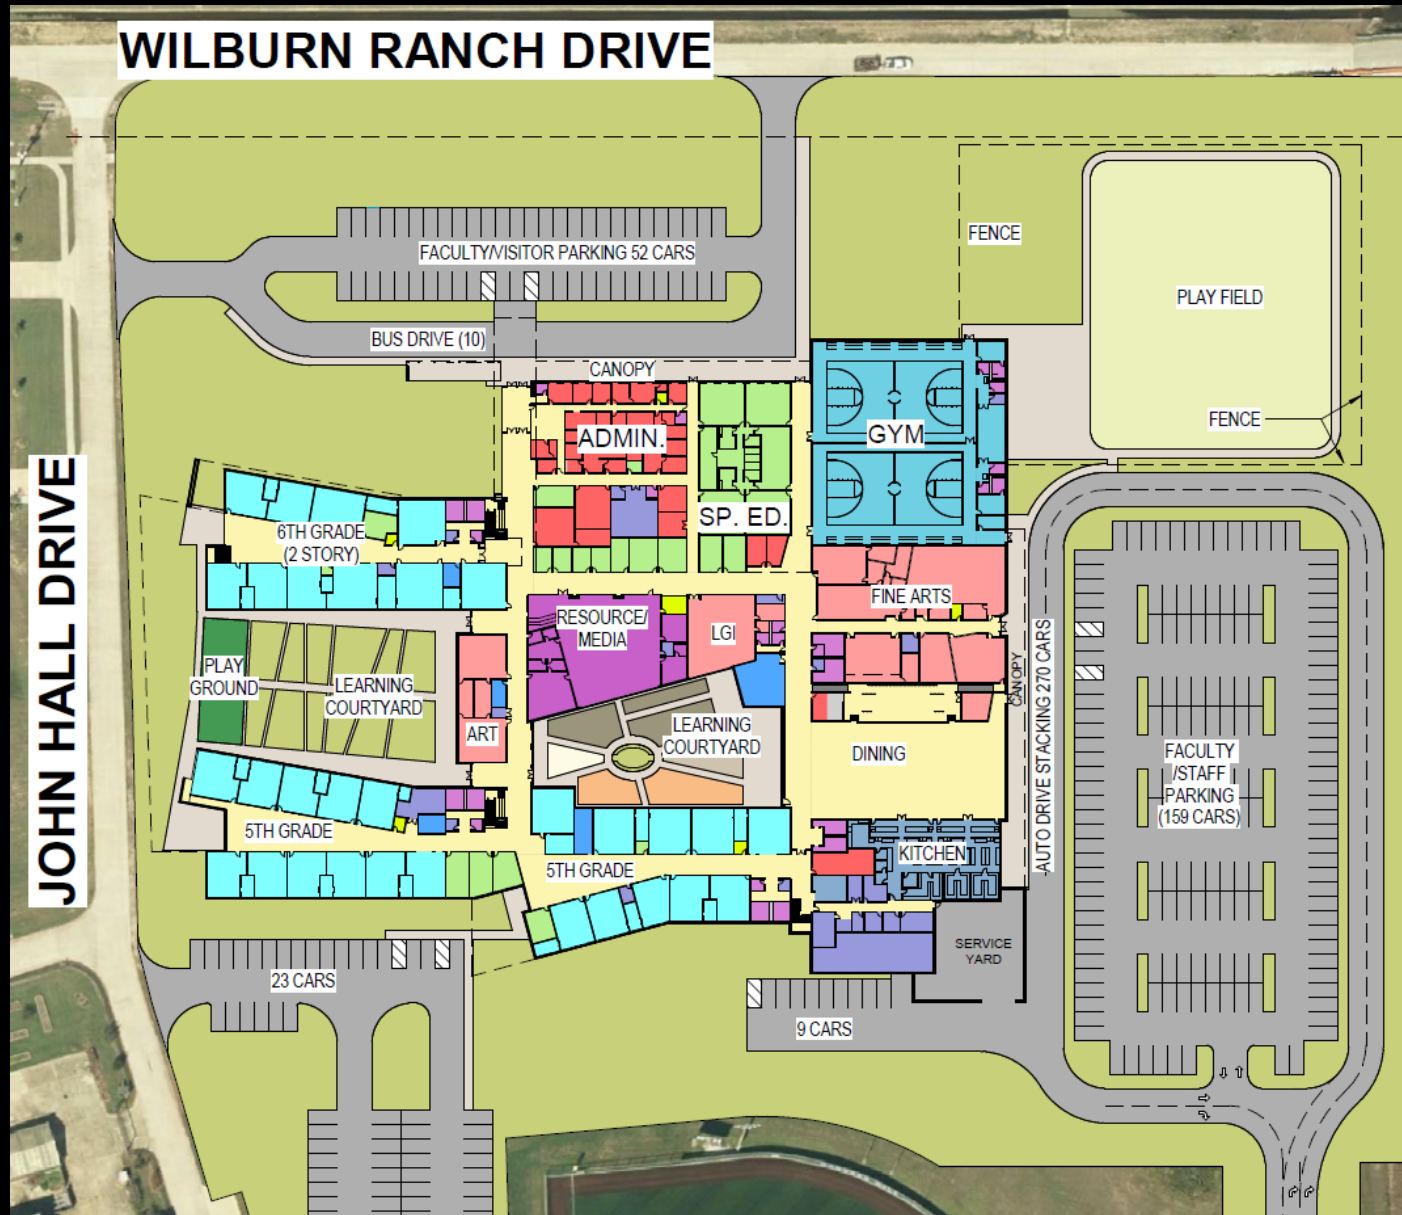 WILBURN RANCH DRIVE
FENCE
FACULTY/VISITOR PARKING 52 CARS
PLAY FIELD
BUS DRIVE (10)
CANOPY
FENCE
ADMIN.
GYM
JOHN HALL DRIVE
SP. ED.
6TH GRADE
(2 STORY)
FINE ARTS
RESOURCE/
MEDIA
LGI
CANOPY
AUTO DRIVE STACKING 270 CARS
PLAY
GROUND
LEARNING
COURTYARD
ART
LEARNING
COURTYARD
DINING
FACULTY
/STAFF
PARKING
(159 CARS)
5TH GRADE
KITCHEN
5TH GRADE
SERVICE
YARD
23 CARS
9 CARS